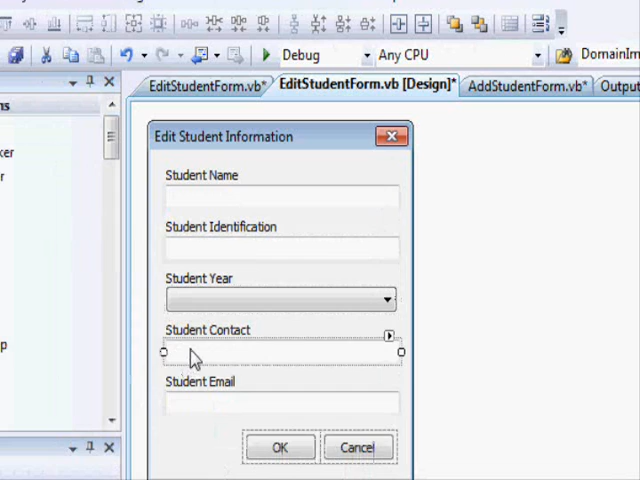 Debug
Any CPU
DomainIm
EditStudentForm.vb*
EditStudentForm.vb [Design]*
AddStudentForm.vb*
Output
ns
ker
r
p
Edit Student Information
Student Name
Student Identification
Student Year
Student Contact
Student Email
OK
Cancel